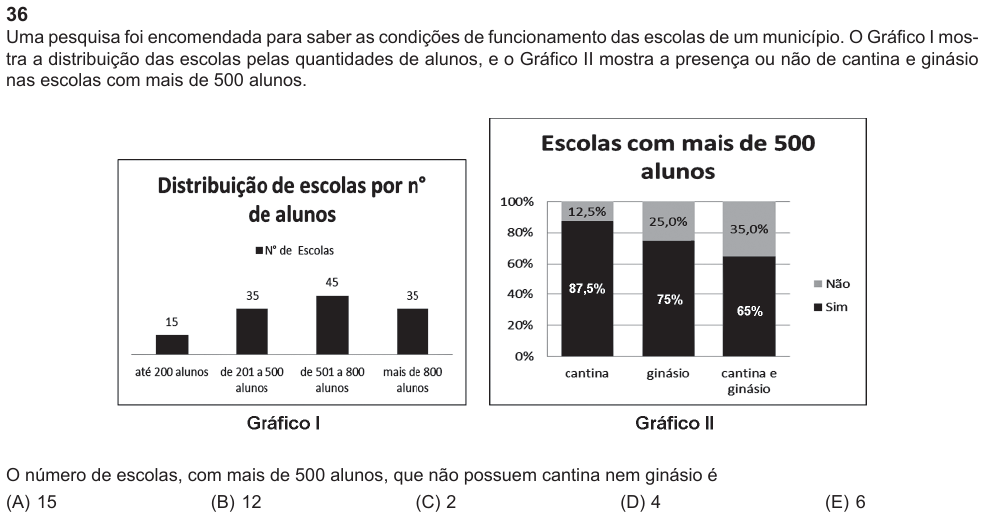 36
Uma pesquisa foi encomendada para saber as condições de funcionamento das escolas de um município. O Gráfico I mos-
tra a distribuição das escolas pelas quantidades de alunos, e o Gráfico II mostra a presença ou não de cantina e ginásio
nas escolas com mais de 500 alunos.
Distribuição de escolas por n°
de alunos
N° de Escolas
15
35
45
35
até 200 alunos
de 201 a 500
alunos
de 501 a 800
alunos
mais de 800
alunos
Gráfico I
Escolas com mais de 500
alunos
100%
80%
60%
40%
20%
0%
12,5%
25,0%
35,0%
87,5%
75%
65%
Não
Sim
cantina
ginásio
cantina e
ginásio
Gráfico II
O número de escolas, com mais de 500 alunos, que não possuem cantina nem ginásio é
(A) 15 (B) 12 (C) 2 (D) 4 (E) 6